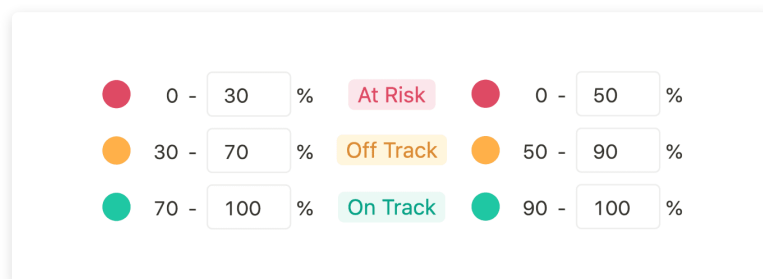 0 - 30 % At Risk 0 - 50 %
30 - 70 % Off Track 50 - 90 %
70 - 100 % On Track 90 - 100 %